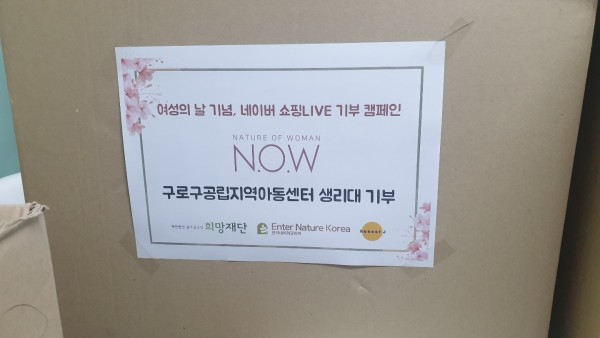 여성의 날 기념, 네이버 쇼핑LIVE 기부 캠페인
NATURE OF WOMAN
N.O.W
구로구공립지역아동센터 생리대 기부
희망재단
Enter Nature Korea